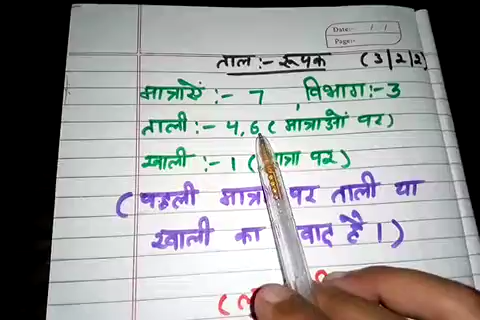 Date:- / /
Page:-
ताल :- रूपक (3|2|2)
मात्राऐं :- 7 विभाग :- 3
ताली :- 4, 6 ( मात्राओं पर)
खाली :- 1 ( मात्रा पर)
( पहली मात्रा पर ताली या
खाली का वाद है।)